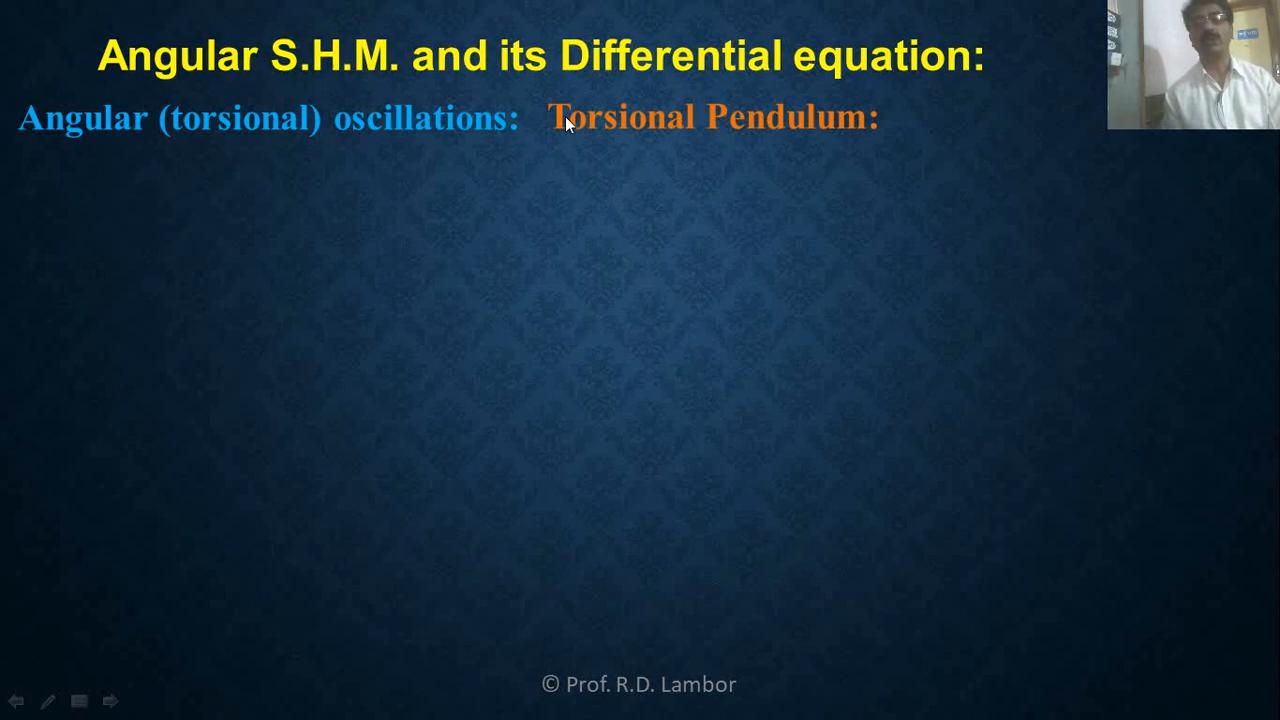 Angular S.H.M. and its Differential equation:
Angular (torsional) oscillations: Torsional Pendulum:
© Prof. R.D. Lambor